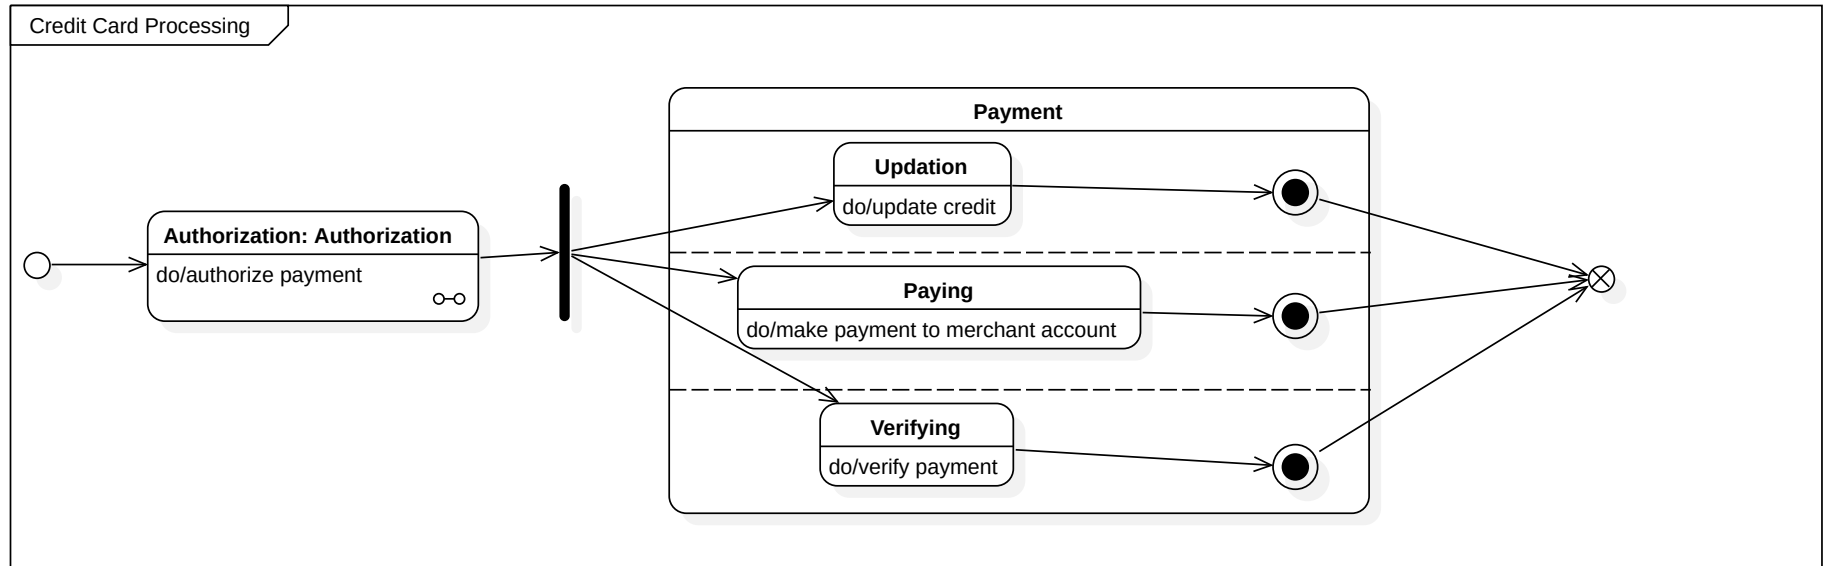 Credit Card Processing
Payment
Updation
do/update credit
Authorization: Authorization
do/authorize payment
Paying
do/make payment to merchant account
Verifying
do/verify payment